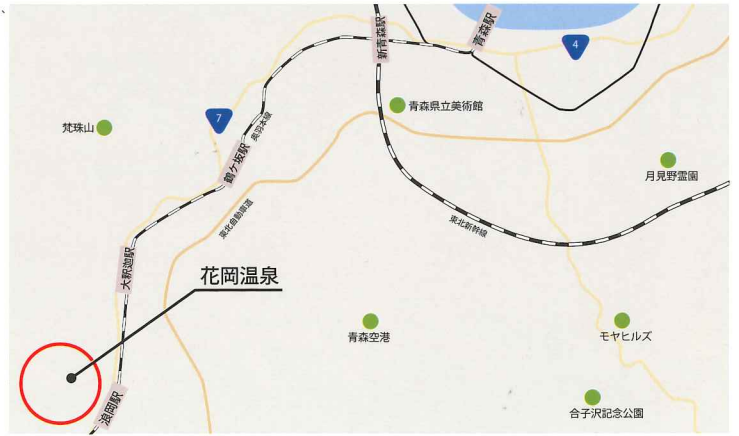 、
新青森駅
青森駅
4
7
青森県立美術館
梵珠山
奥羽本線
鶴ケ坂駅
月見野霊園
東北自動車道
東北新幹線
大釈迦駅
花岡温泉
青森空港
モヤヒルズ
浪岡駅
合子沢記念公園